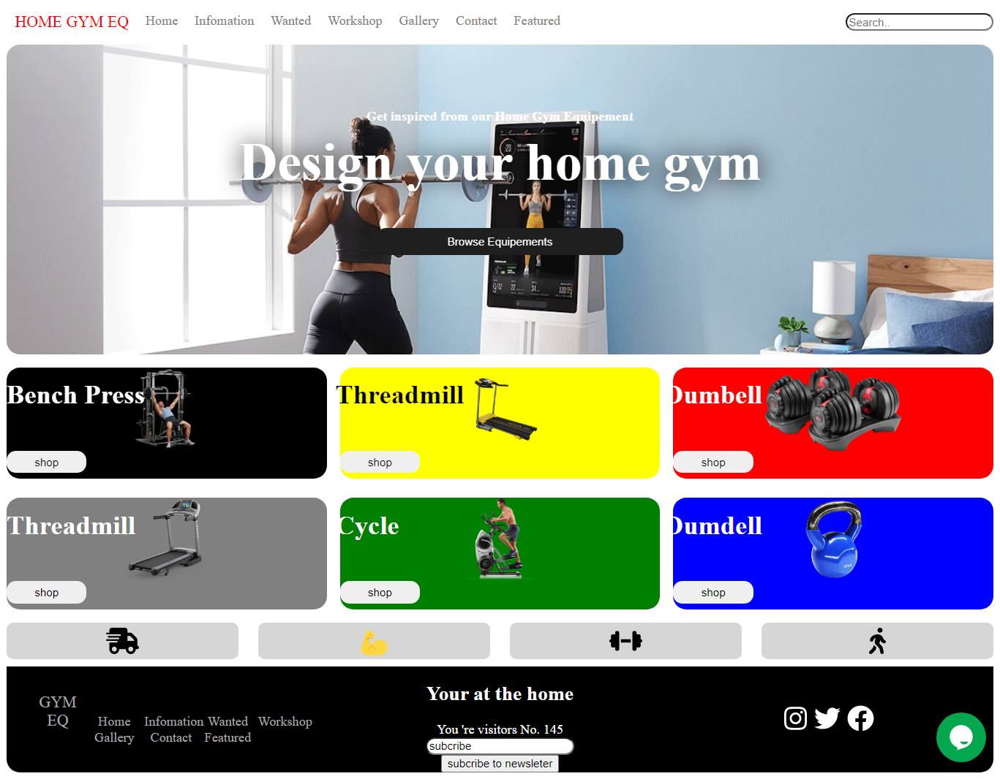 HOME GYM EQ Home Infomation Wanted Workshop Gallery Contact Featured Search..
Get inspired from our Home Gym Equipement
Design your home gym
Browse Equipements
Bench Press Threadmill Dumbell
shop shop shop
Threadmill Cycle Dumdell
shop shop shop
GYM
EQ
Home Infomation Wanted Workshop
Gallery Contact Featured
Your at the home
You 're visitors No. 145
subcribe
subcribe to newsleter